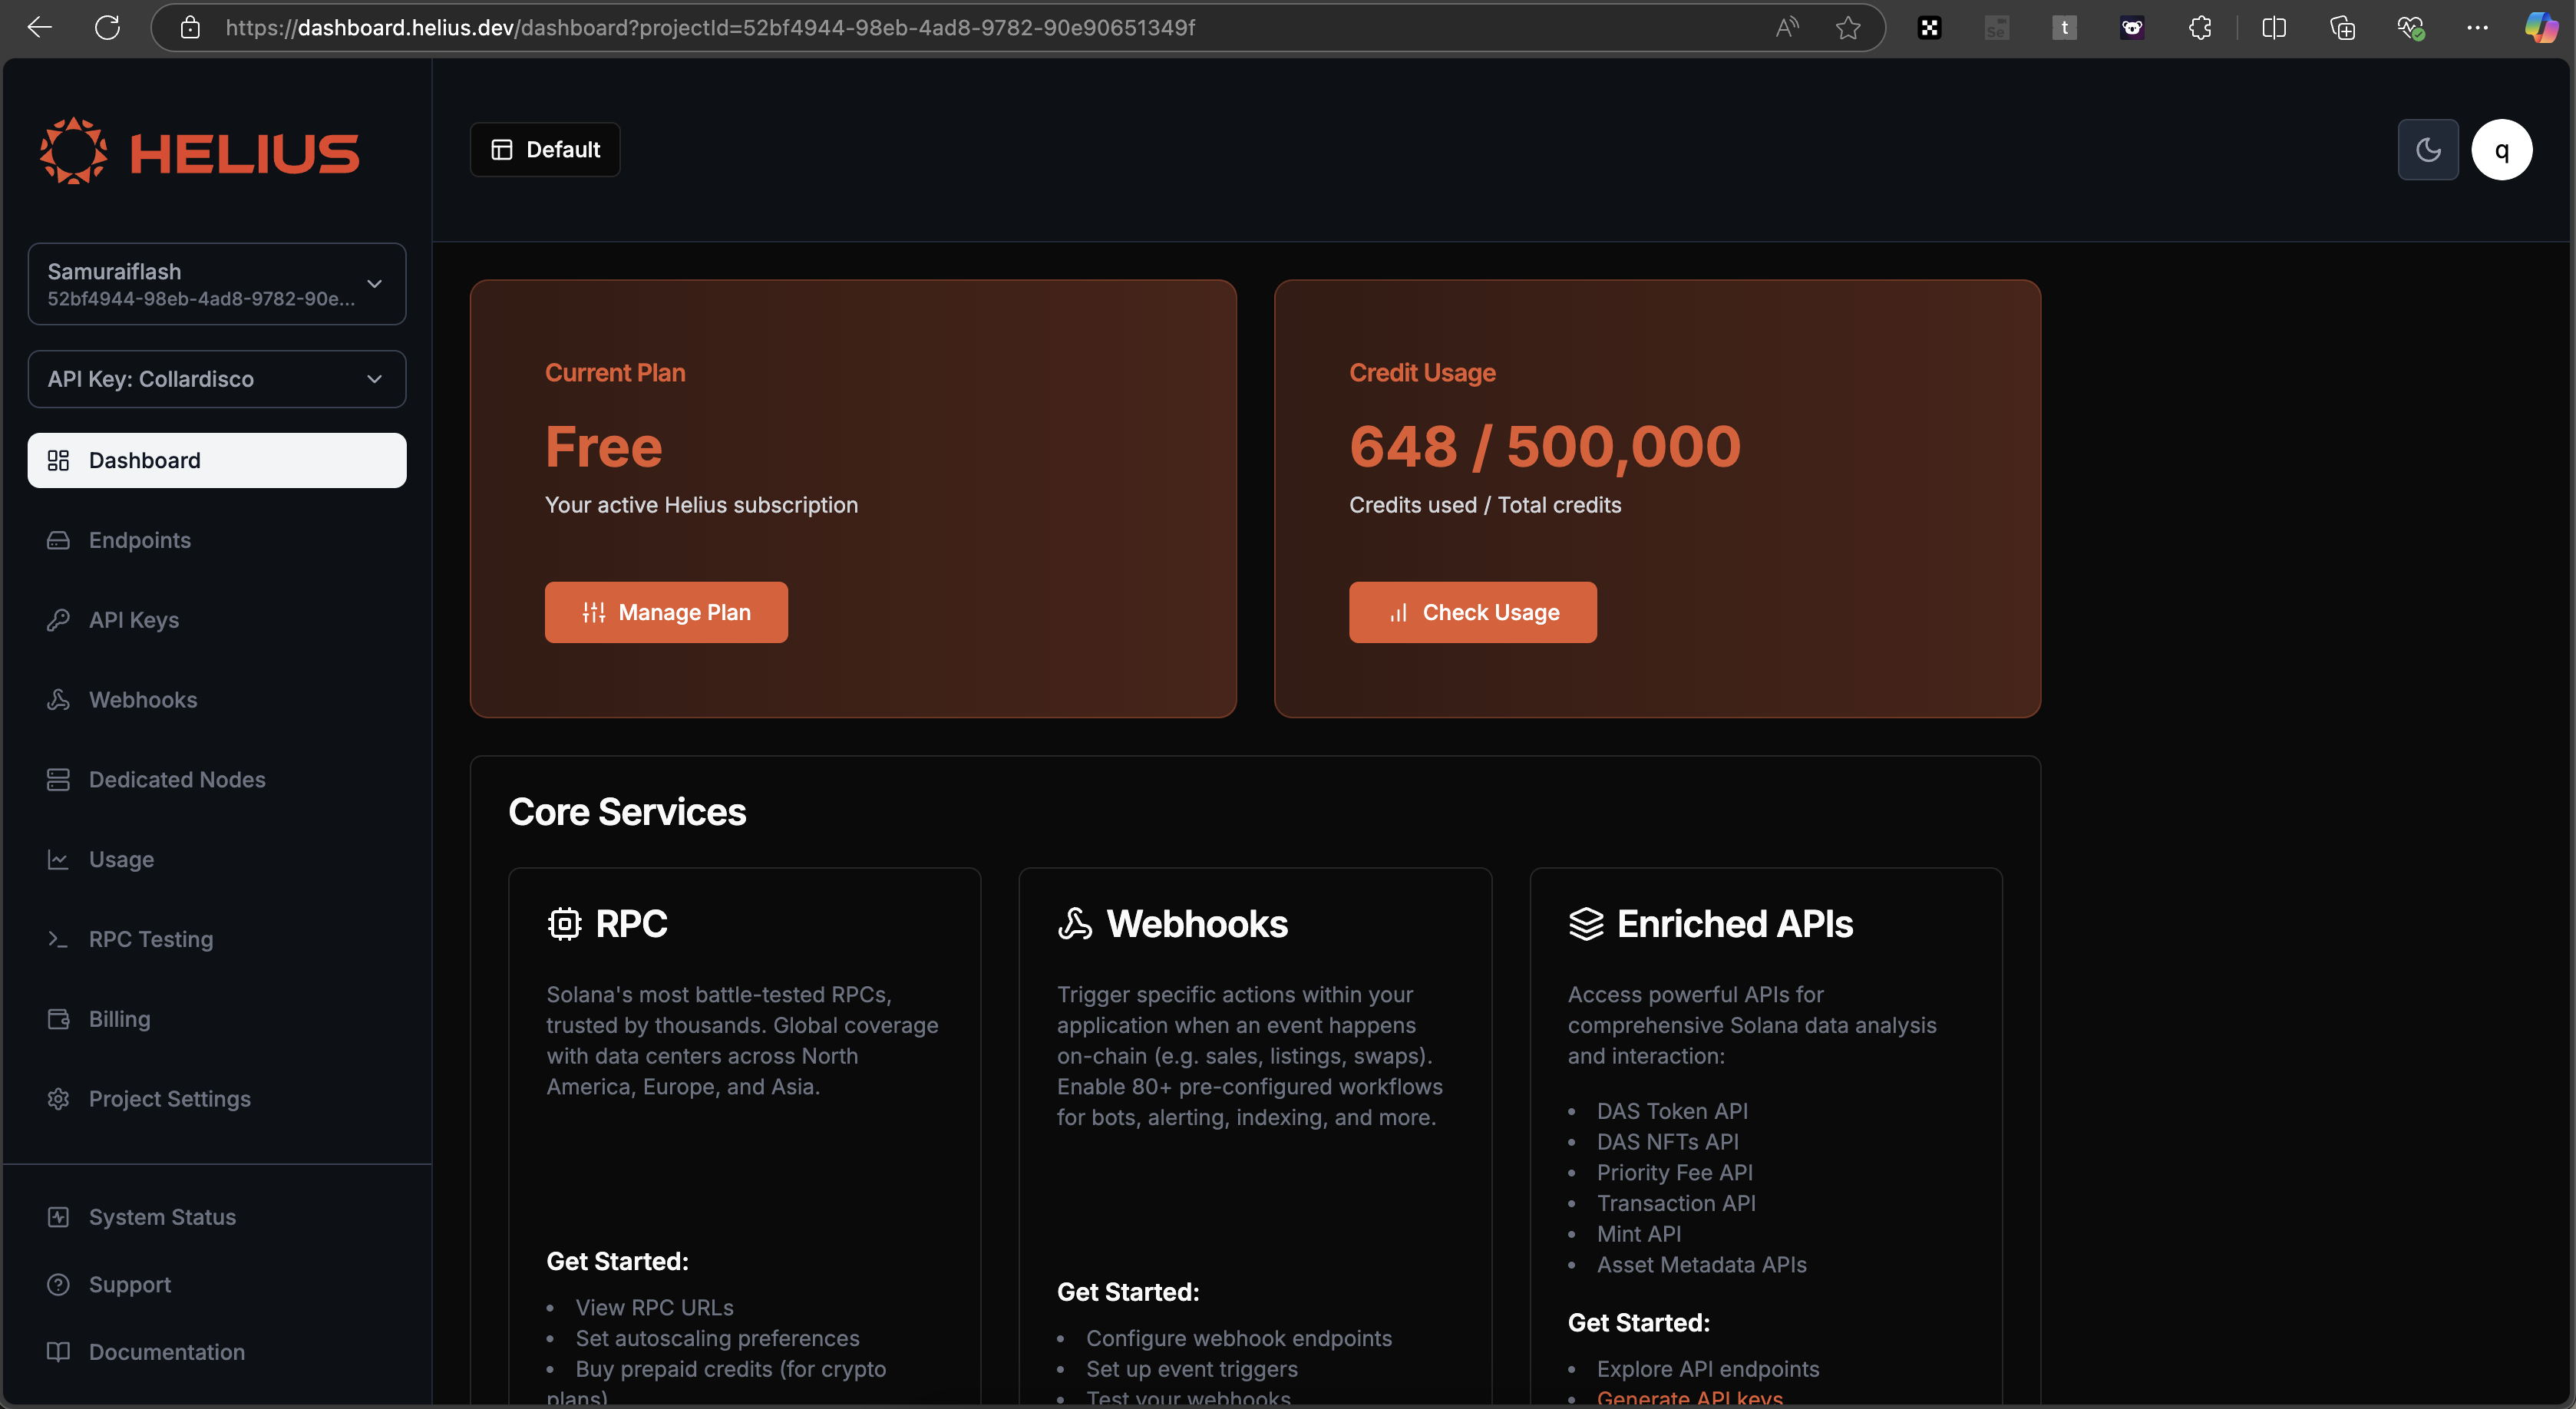 https://dashboard.helius.dev/dashboard?projectId=52bf4944-98eb-4ad8-9782-90e90651349f
HELIUS
Samuraiflash
52bf4944-98eb-4ad8-9782-90e...
API Key: Collardisco
Dashboard
Endpoints
API Keys
Webhooks
Dedicated Nodes
Usage
RPC Testing
Billing
Project Settings
System Status
Support
Documentation
Default
q
Current Plan
Free
Your active Helius subscription
Manage Plan
Credit Usage
648 / 500,000
Credits used / Total credits
Check Usage
Core Services
RPC
Solana's most battle-tested RPCs,
trusted by thousands. Global coverage
with data centers across North
America, Europe, and Asia.
Get Started:
• View RPC URLs
• Set autoscaling preferences
• Buy prepaid credits (for crypto
plans)
Webhooks
Trigger specific actions within your
application when an event happens
on-chain (e.g. sales, listings, swaps).
Enable 80+ pre-configured workflows
for bots, alerting, indexing, and more.
Get Started:
• Configure webhook endpoints
• Set up event triggers
• Test your webhooks
Enriched APIs
Access powerful APIs for
comprehensive Solana data analysis
and interaction:
• DAS Token API
• DAS NFTs API
• Priority Fee API
• Transaction API
• Mint API
• Asset Metadata APIs
Get Started:
• Explore API endpoints
• Generate API keys